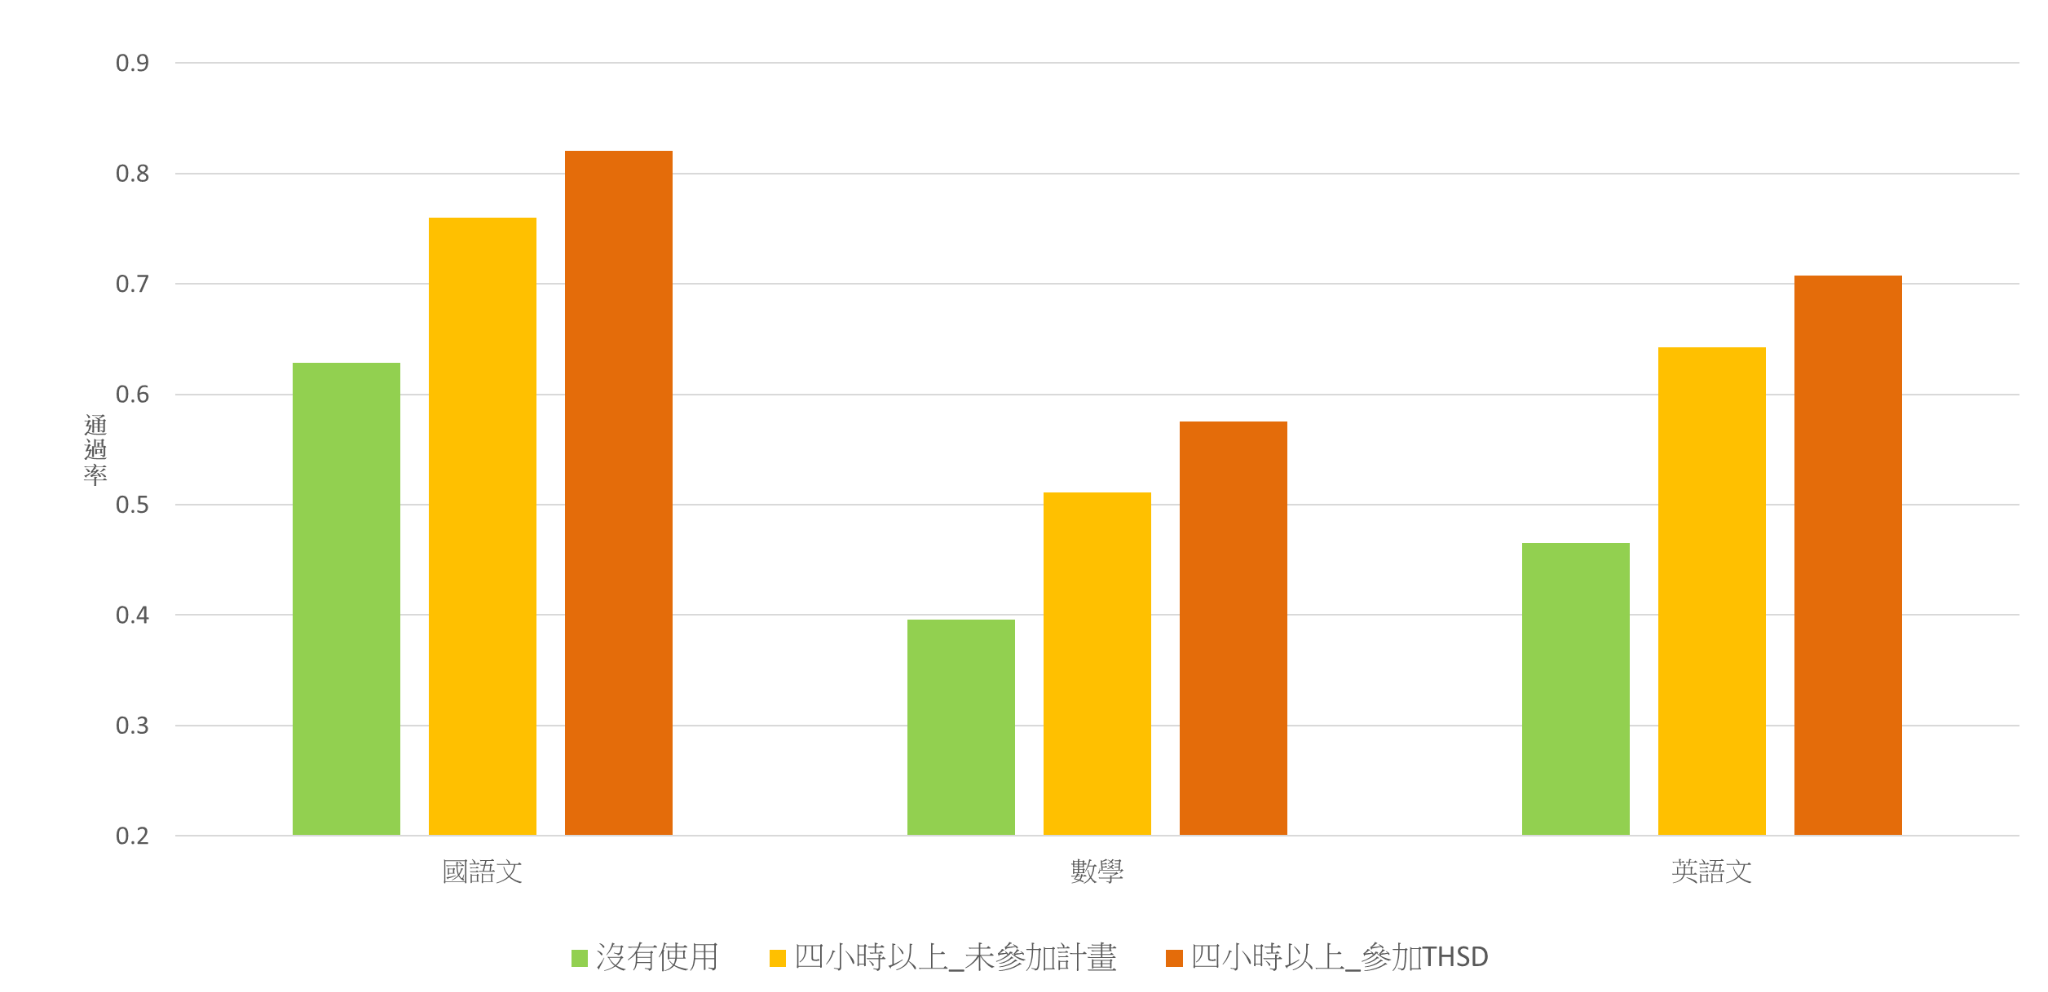 0.9
0.8
0.7
0.6
0.5
0.4
0.3
0.2
通過率
國語文
數學
英語文
沒有使用
四小時以上_未參加計畫
四小時以上_參加THSD